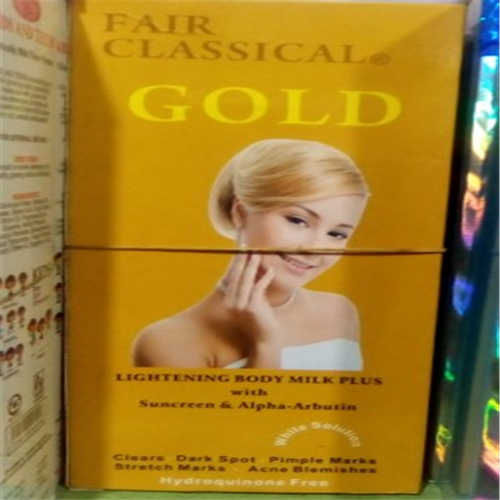 FAIR
CLASSICAL®
GOLD
LIGHTENING BODY MILK PLUS
with
Suncreen & Alpha-Arbutin
White Solution
Clears - Dark Spot - Pimple Marks
Stretch Marks - Acne Blemishes
Hydroquinone Free